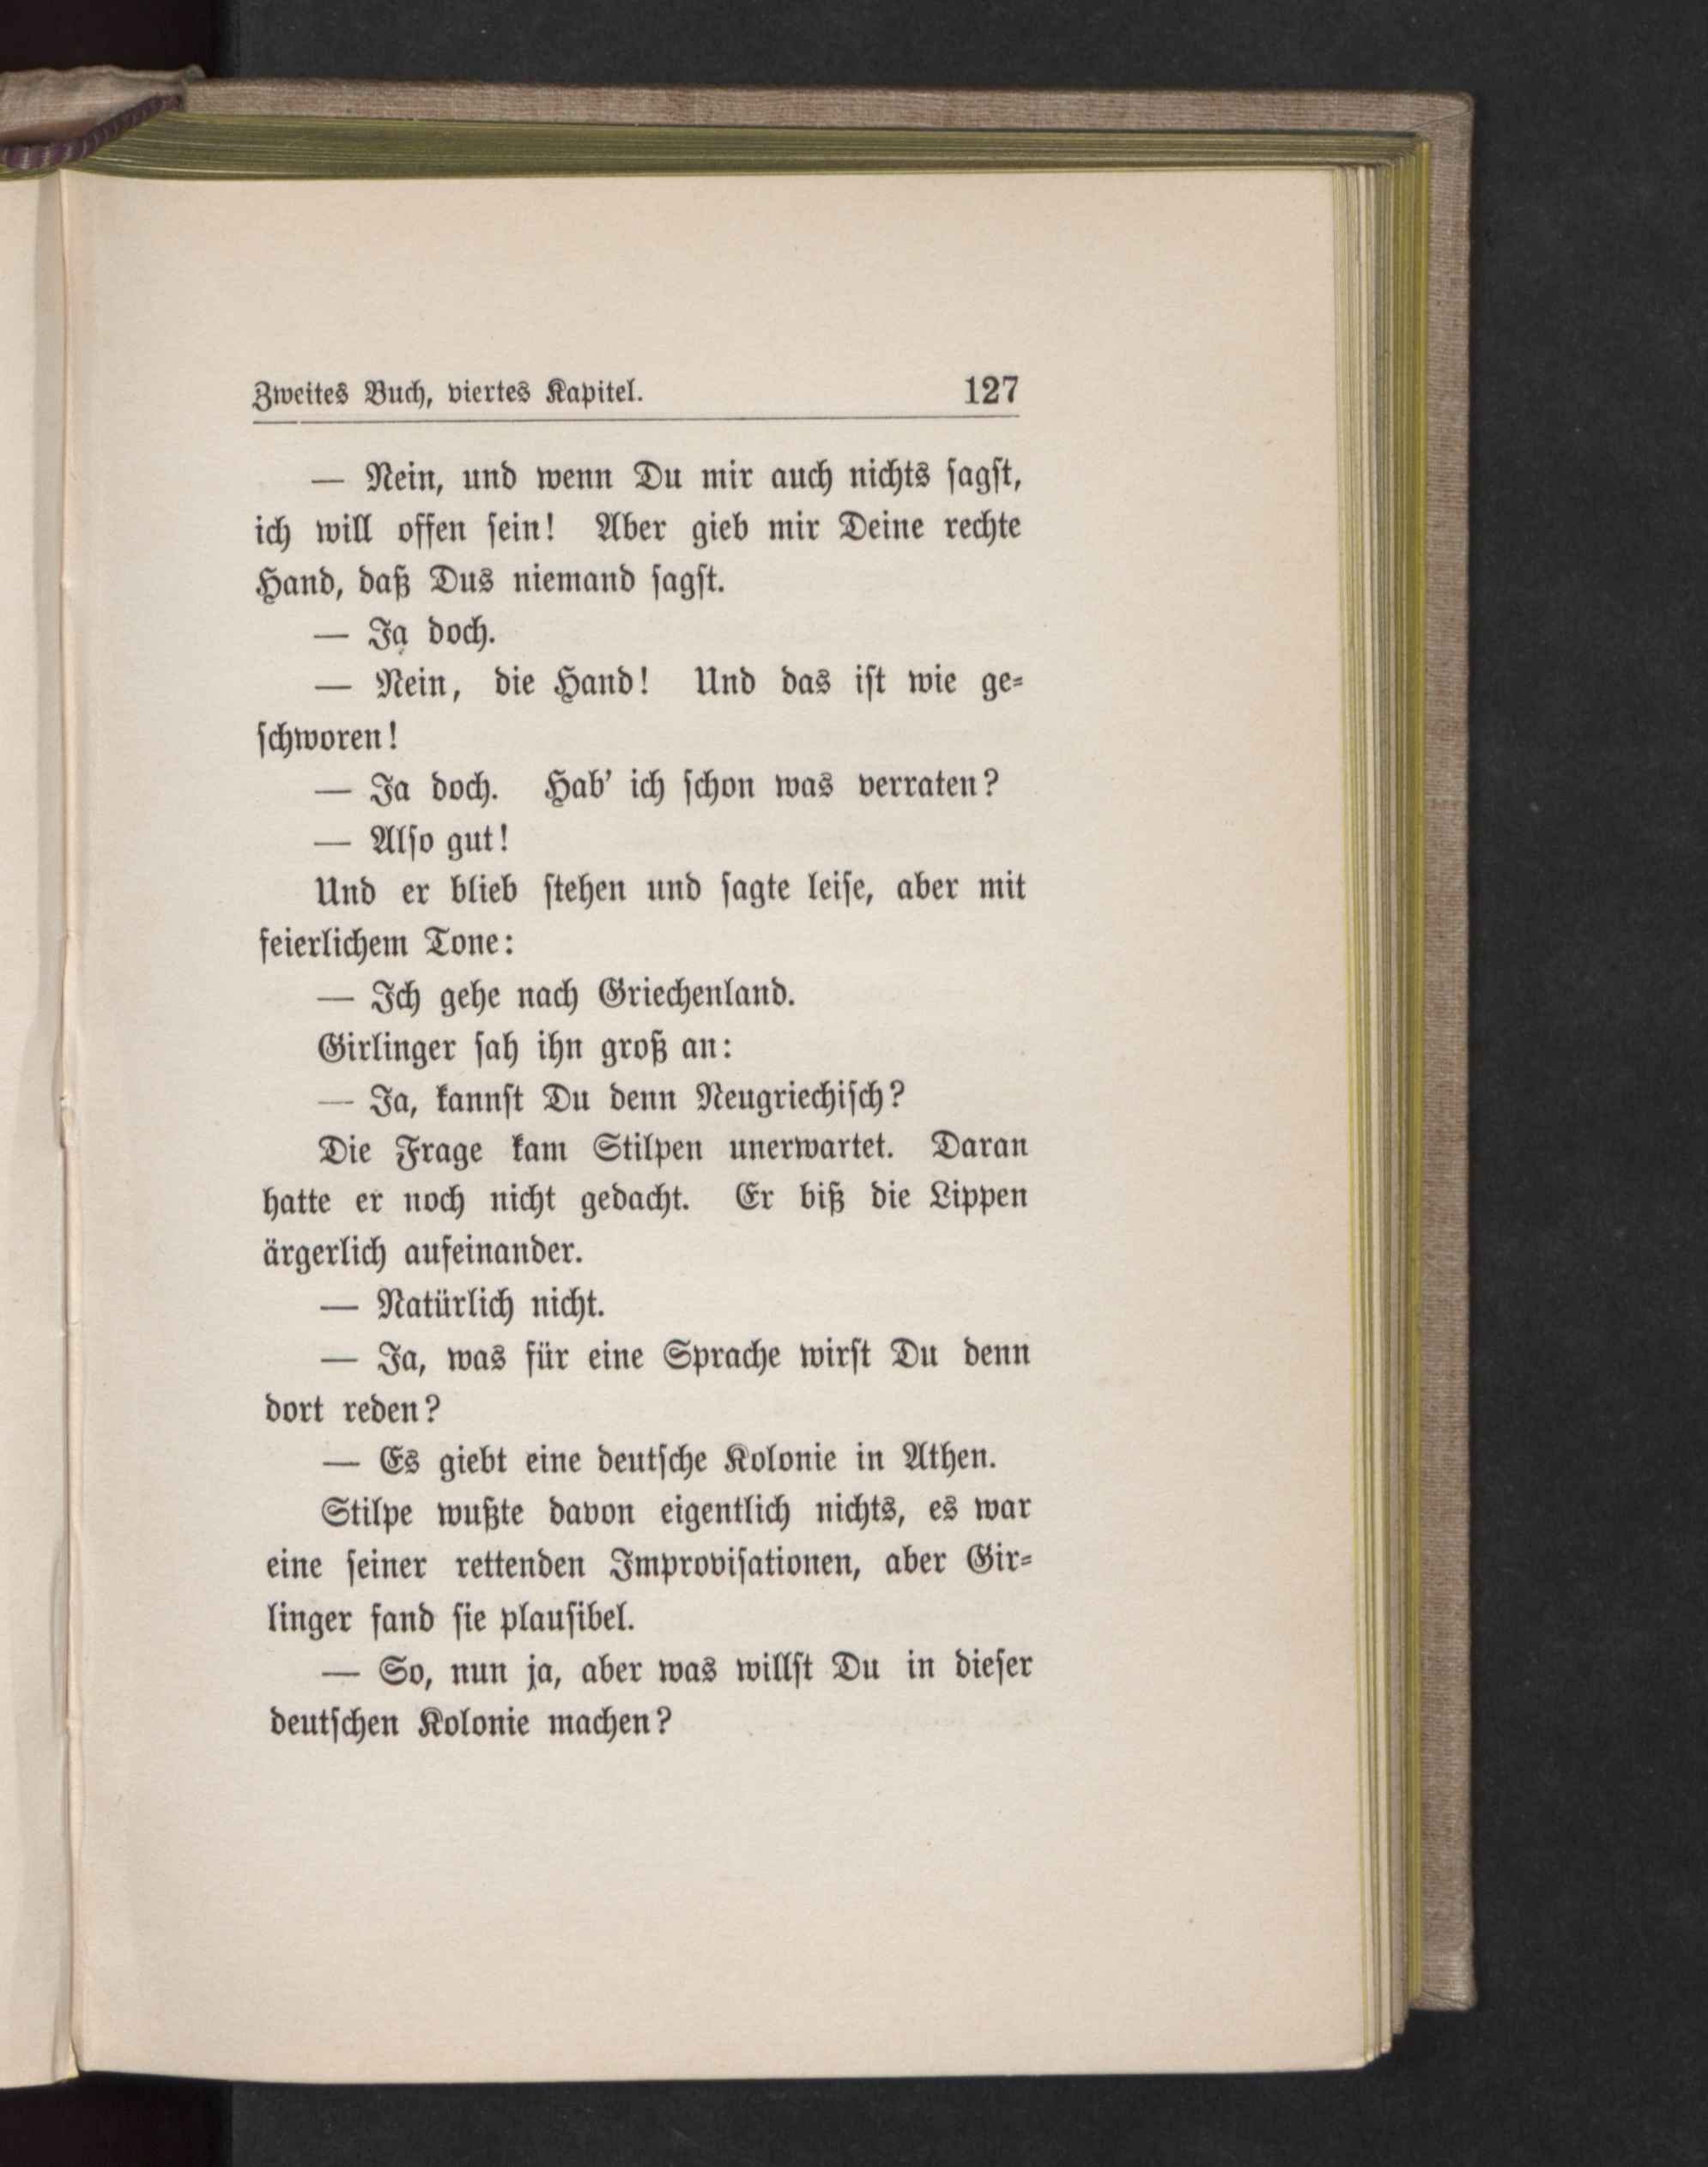 Zweites Buch, viertes Kapitel. 127
— Nein, und wenn Du mir auch nichts sagst,
ich will offen sein! Aber gieb mir Deine rechte
Hand, daß Dus niemand sagst.
— Ja doch.
— Nein, die Hand! Und das ist wie ge-
schworen!
— Ja doch. Hab' ich schon was verraten?
— Also gut!
Und er blieb stehen und sagte leise, aber mit
feierlichem Tone:
— Ich gehe nach Griechenland.
Girlinger sah ihn groß an:
— Ja, kannst Du denn Neugriechisch?
Die Frage kam Stilpen unerwartet. Daran
hatte er noch nicht gedacht. Er biß die Lippen
ärgerlich aufeinander.
— Natürlich nicht.
— Ja, was für eine Sprache wirst Du denn
dort reden?
— Es giebt eine deutsche Kolonie in Athen.
Stilpe wußte davon eigentlich nichts, es war
eine seiner rettenden Improvisationen, aber Gir-
linger fand sie plausibel.
— So, nun ja, aber was willst Du in dieser
deutschen Kolonie machen?